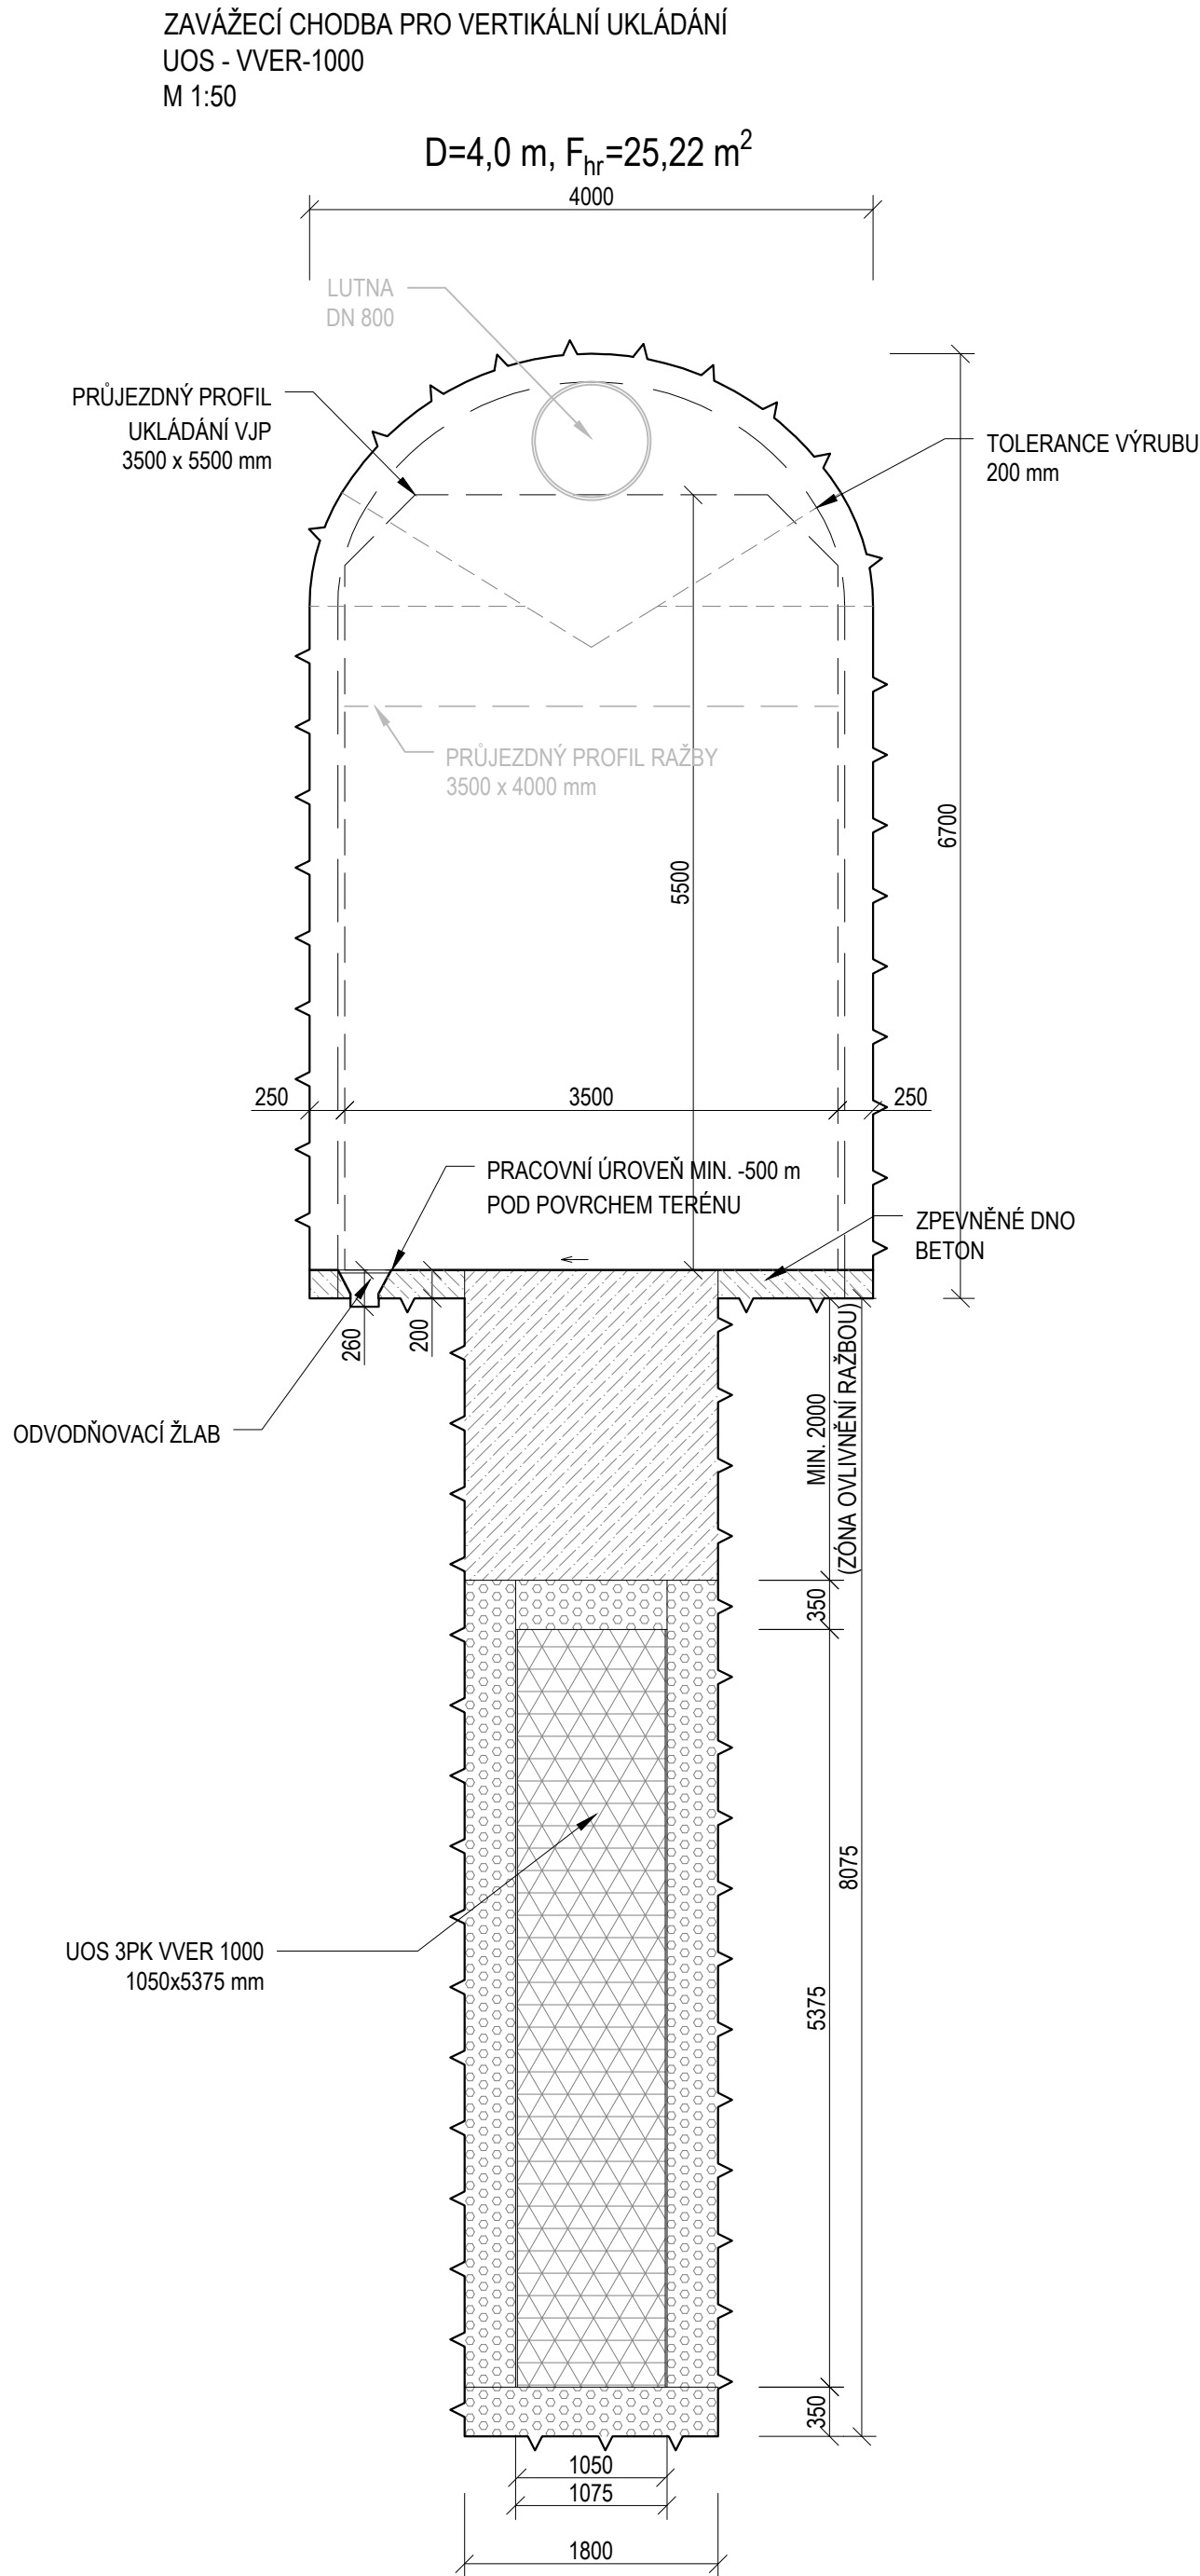 ZAVÁŽECÍ CHODBA PRO VERTIKÁLNÍ UKLÁDÁNÍ
UOS - VVER-1000
M 1:50
D=4,0 m, Fhr=25,22 m²
4000
LUTNA
DN 800
PRŮJEZDNÝ PROFIL
UKLÁDÁNÍ VJP
3500 x 5500 mm
TOLERANCE VÝRUBU
200 mm
PRŮJEZDNÝ PROFIL RAŽBY
3500 x 4000 mm
6700
5500
250
3500
250
PRACOVNÍ ÚROVEŇ MIN. -500 m
POD POVRCHEM TERÉNU
ZPEVNĚNÉ DNO
BETON
260
200
ODVODŇOVACÍ ŽLAB
MIN. 2000
(ZÓNA OVLIVNĚNÍ RAŽBOU)
350
8075
UOS 3PK VVER 1000
1050x5375 mm
5375
350
1050
1075
1800